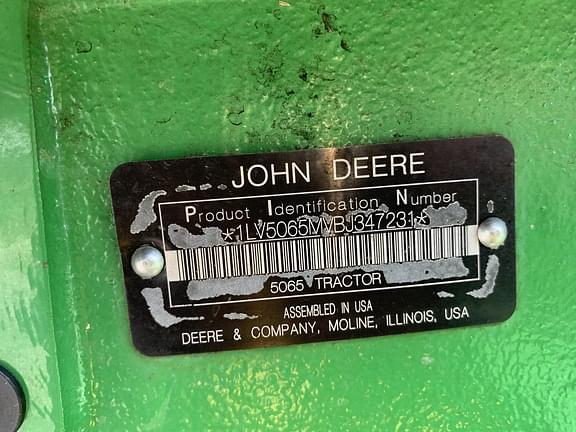 JOHN DEERE
Product Identification Number
*1LV5065MVBJ347231*
5065 TRACTOR
ASSEMBLED IN USA
DEERE & COMPANY, MOLINE, ILLINOIS, USA